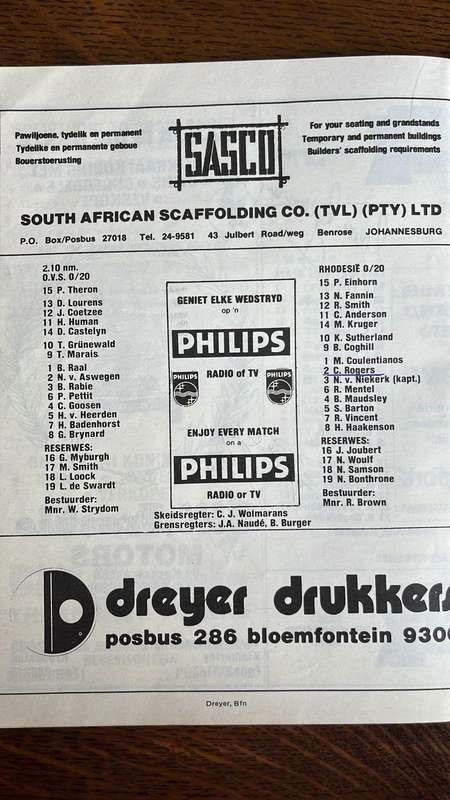 Pawiljoene, tydelik en permanent
Tydelike en permanente geboue
Bouerstoerusting
SASCO
For your seating and grandstands
Temporary and permanent buildings
Builders' scaffolding requirements
SOUTH AFRICAN SCAFFOLDING CO. (TVL) (PTY) LTD
P.O. Box/Posbus 27018 Tel. 24-9581 43 Julbert Road/weg Benrose JOHANNESBURG
2.10 nm.
O.V.S. 0/20
15 P. Theron
13 D. Lourens
12 J. Coetzee
11 H. Human
14 D. Castelyn
10 T. Grünewald
9 T. Marais
1 B. Raal
2 N. v. Aswegen
3 B. Rabie
6 P. Pettit
4 C. Goosen
5 H. v. Heerden
7 H. Badenhorst
8 G. Brynard
RESERWES:
16 G. Myburgh
17 M. Smith
18 L. Loock
19 L. de Swardt
Bestuurder:
Mnr. W. Strydom
GENIET ELKE WEDSTRYD
op 'n
PHILIPS
RADIO of TV
PHILIPS
PHILIPS
ENJOY EVERY MATCH
on a
PHILIPS
RADIO or TV
RHODESIË 0/20
15 P. Einhorn
13 N. Fannin
12 R. Smith
11 C. Anderson
14 M. Kruger
10 K. Sutherland
9 B. Coghill
1 M. Coulentianos
2 C. Rogers
3 N. v. Niekerk (kapt.)
6 R. Mentel
4 B. Maudsley
5 S. Barton
7 R. Vincent
8 H. Haakenson
RESERWES:
16 J. Joubert
17 N. Woulf
18 N. Samson
19 N. Bonthrone
Bestuurder:
Mnr. R. Brown
Skeidsregter: C. J. Wolmarans
Grensregters: J.A. Naudé, B. Burger
dreyer drukkers
posbus 286 bloemfontein 9300
Dreyer, Bfn